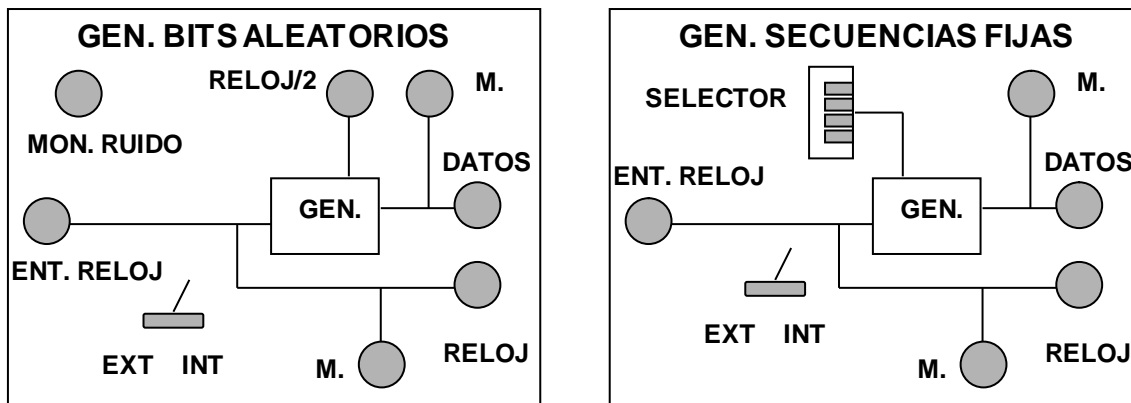 GEN. BITS ALEATORIOS
RELOJ/2
M.
MON. RUIDO
DATOS
GEN.
ENT. RELOJ
EXT INT
M.
RELOJ
GEN. SECUENCIAS FIJAS
M.
SELECTOR
DATOS
ENT. RELOJ
GEN.
EXT INT
M.
RELOJ